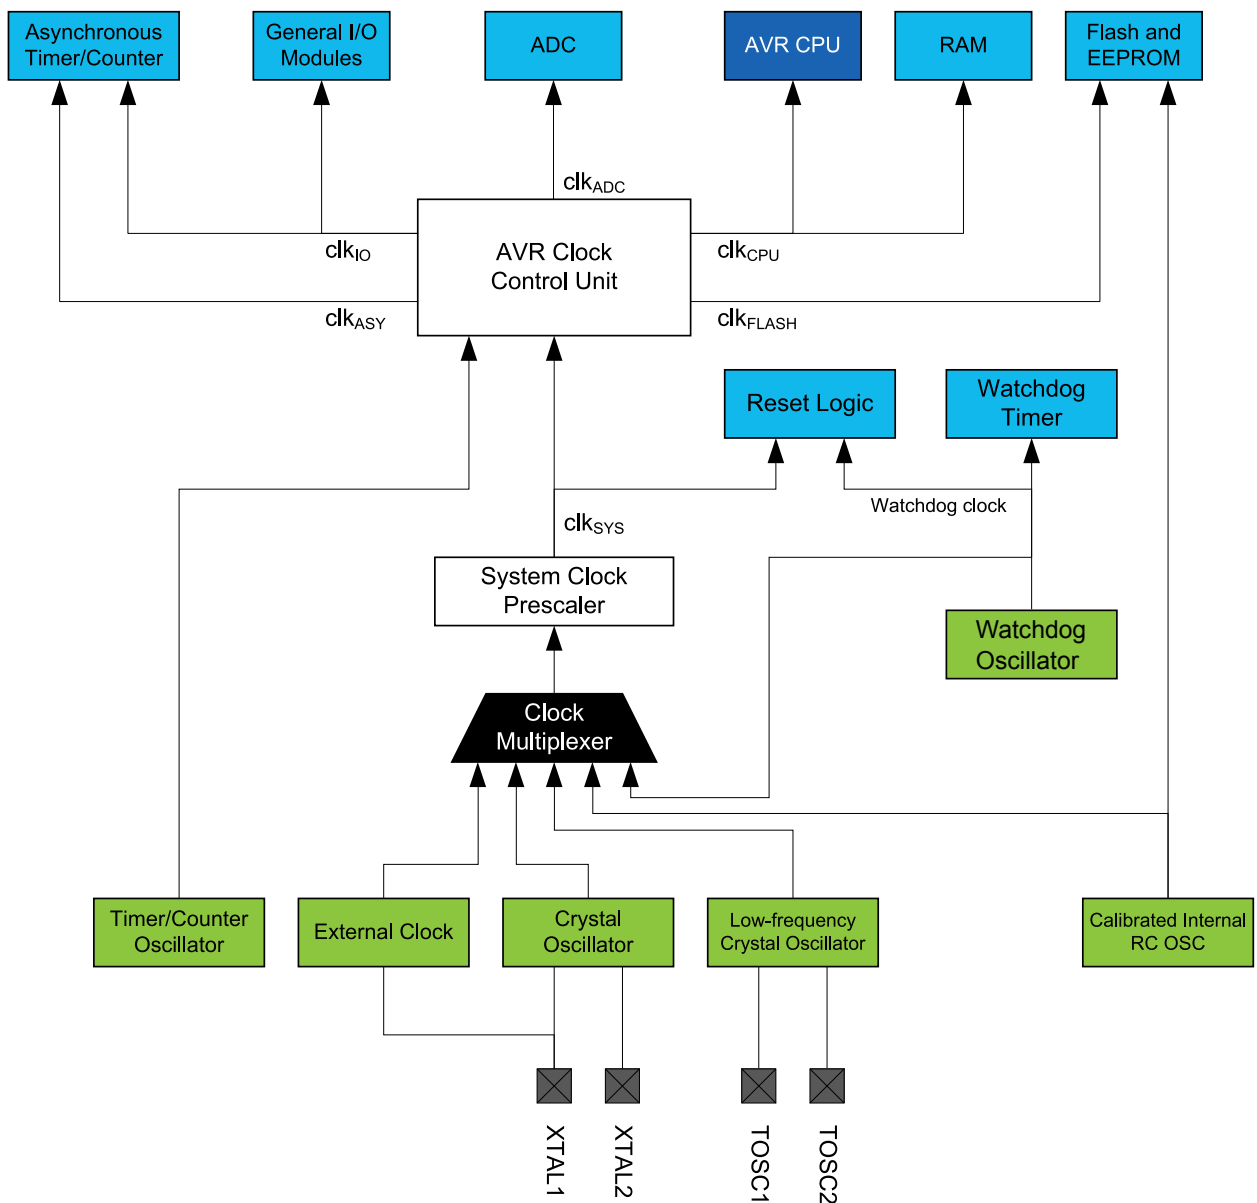 Asynchronous
Timer/Counter
General I/O
Modules
ADC
AVR CPU
RAM
Flash and
EEPROM
clkADC
AVR Clock
Control Unit
clkIO
clkCPU
clkASY
clkFLASH
Reset Logic
Watchdog
Timer
Watchdog clock
clkSYS
System Clock
Prescaler
Watchdog
Oscillator
Clock
Multiplexer
Timer/Counter
Oscillator
External Clock
Crystal
Oscillator
Low-frequency
Crystal Oscillator
Calibrated Internal
RC OSC
XTAL1
XTAL2
TOSC1
TOSC2